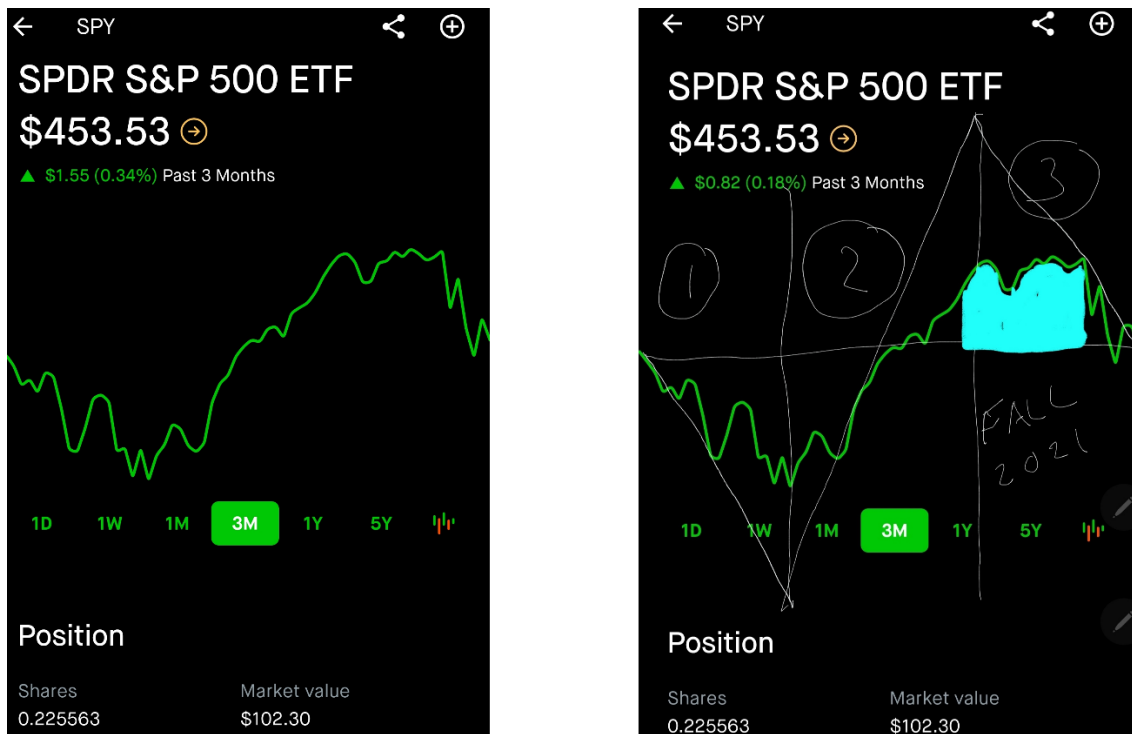 SPY
SPDR S&P 500 ETF
$453.53
$1.55 (0.34%) Past 3 Months
1D 1W 1M 3M 1Y 5Y
Position
Shares Market value
0.225563 $102.30
SPY
SPDR S&P 500 ETF
$453.53
$0.82 (0.18%) Past 3 Months
1 2 3
FALL
2021
1D 1W 1M 3M 1Y 5Y
Position
Shares Market value
0.225563 $102.30